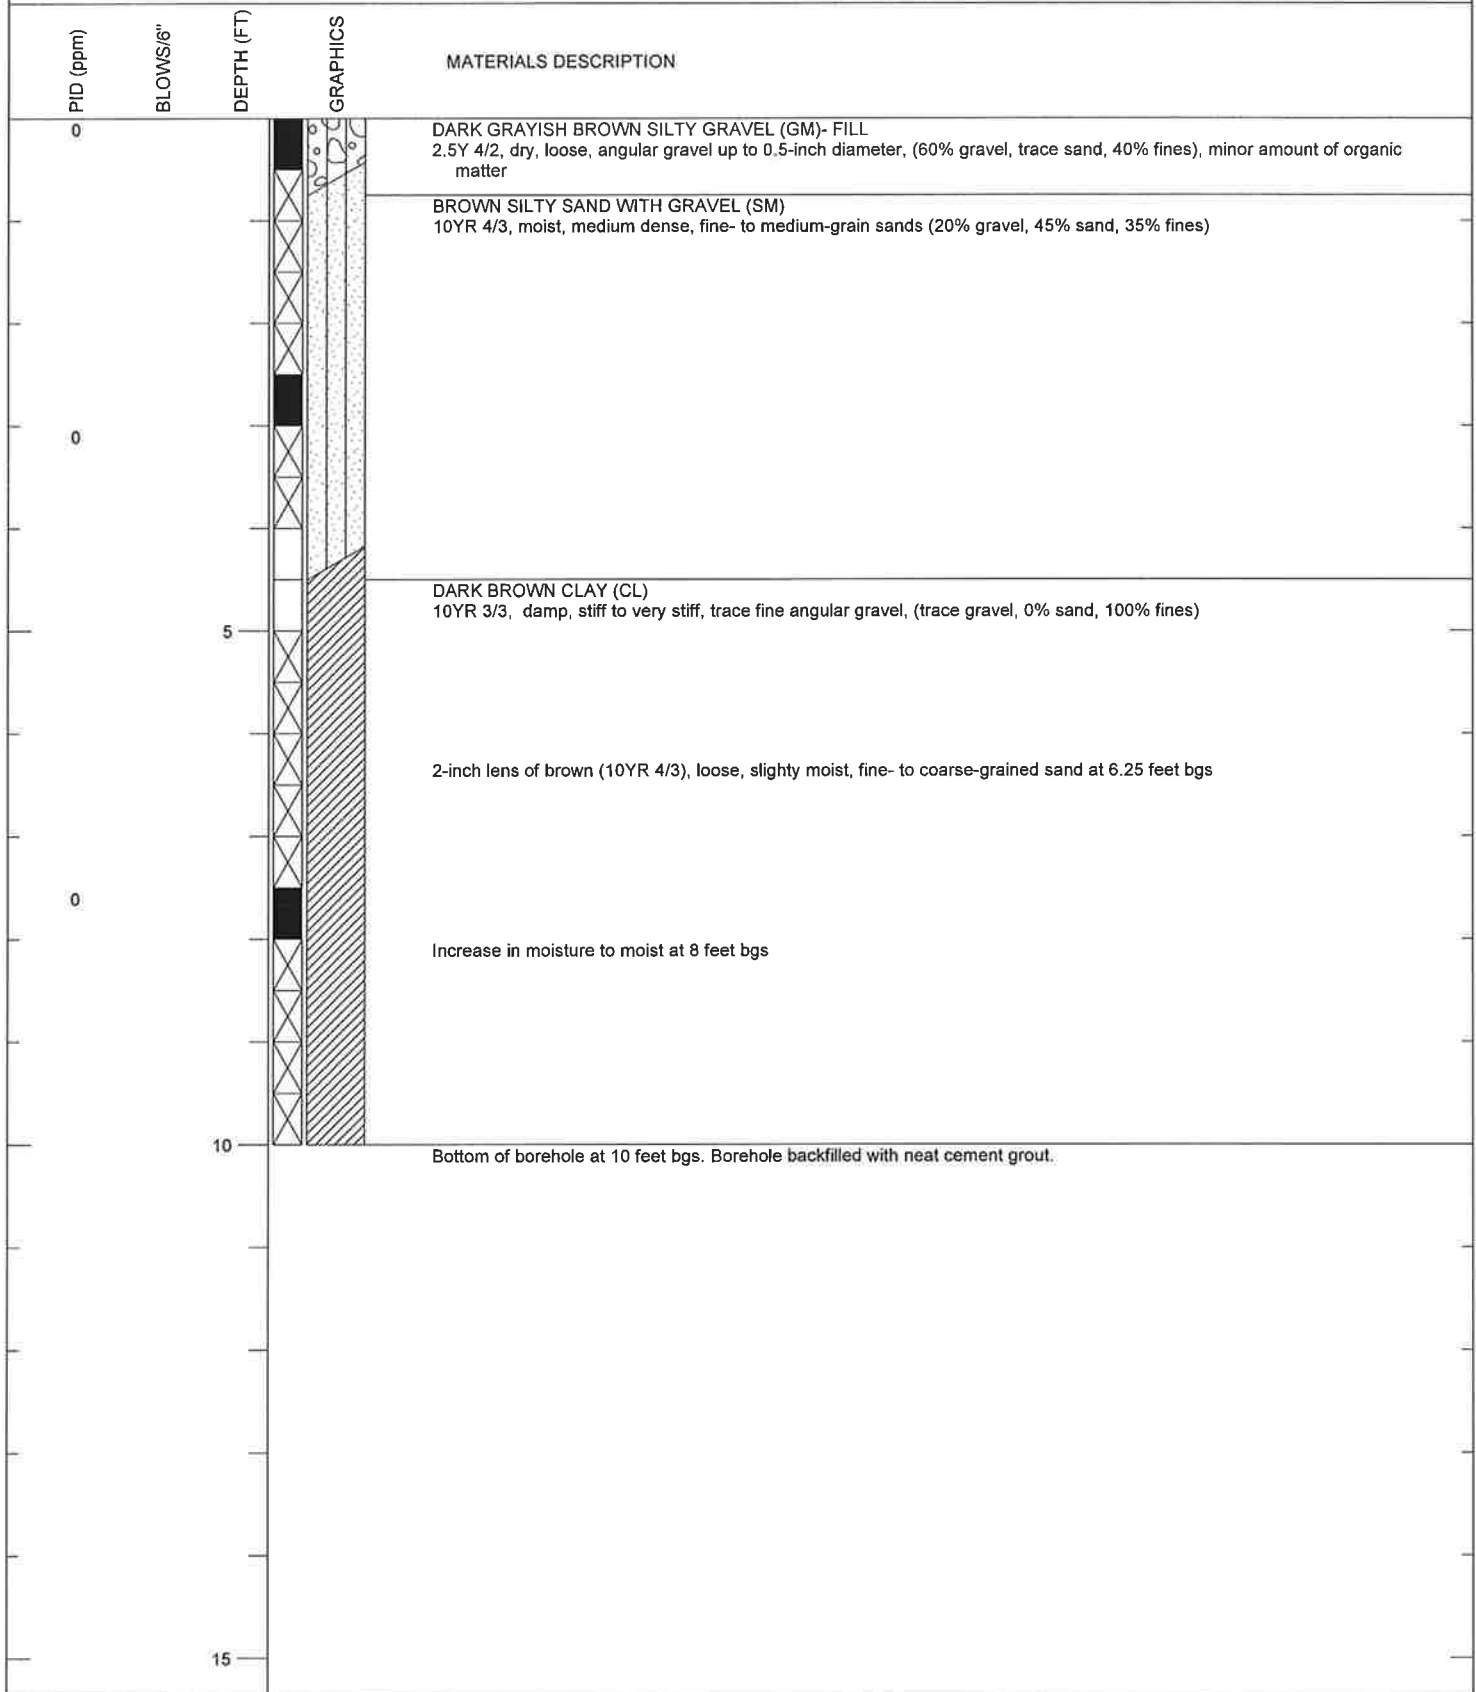 PID (ppm)
BLOWS/6"
DEPTH (FT)
GRAPHICS
MATERIALS DESCRIPTION
0
DARK GRAYISH BROWN SILTY GRAVEL (GM)- FILL
2.5Y 4/2, dry, loose, angular gravel up to 0.5-inch diameter, (60% gravel, trace sand, 40% fines), minor amount of organic
matter
BROWN SILTY SAND WITH GRAVEL (SM)
10YR 4/3, moist, medium dense, fine- to medium-grain sands (20% gravel, 45% sand, 35% fines)
0
DARK BROWN CLAY (CL)
10YR 3/3, damp, stiff to very stiff, trace fine angular gravel, (trace gravel, 0% sand, 100% fines)
5
2-inch lens of brown (10YR 4/3), loose, slighty moist, fine- to coarse-grained sand at 6.25 feet bgs
0
Increase in moisture to moist at 8 feet bgs
10
Bottom of borehole at 10 feet bgs. Borehole backfilled with neat cement grout.
15